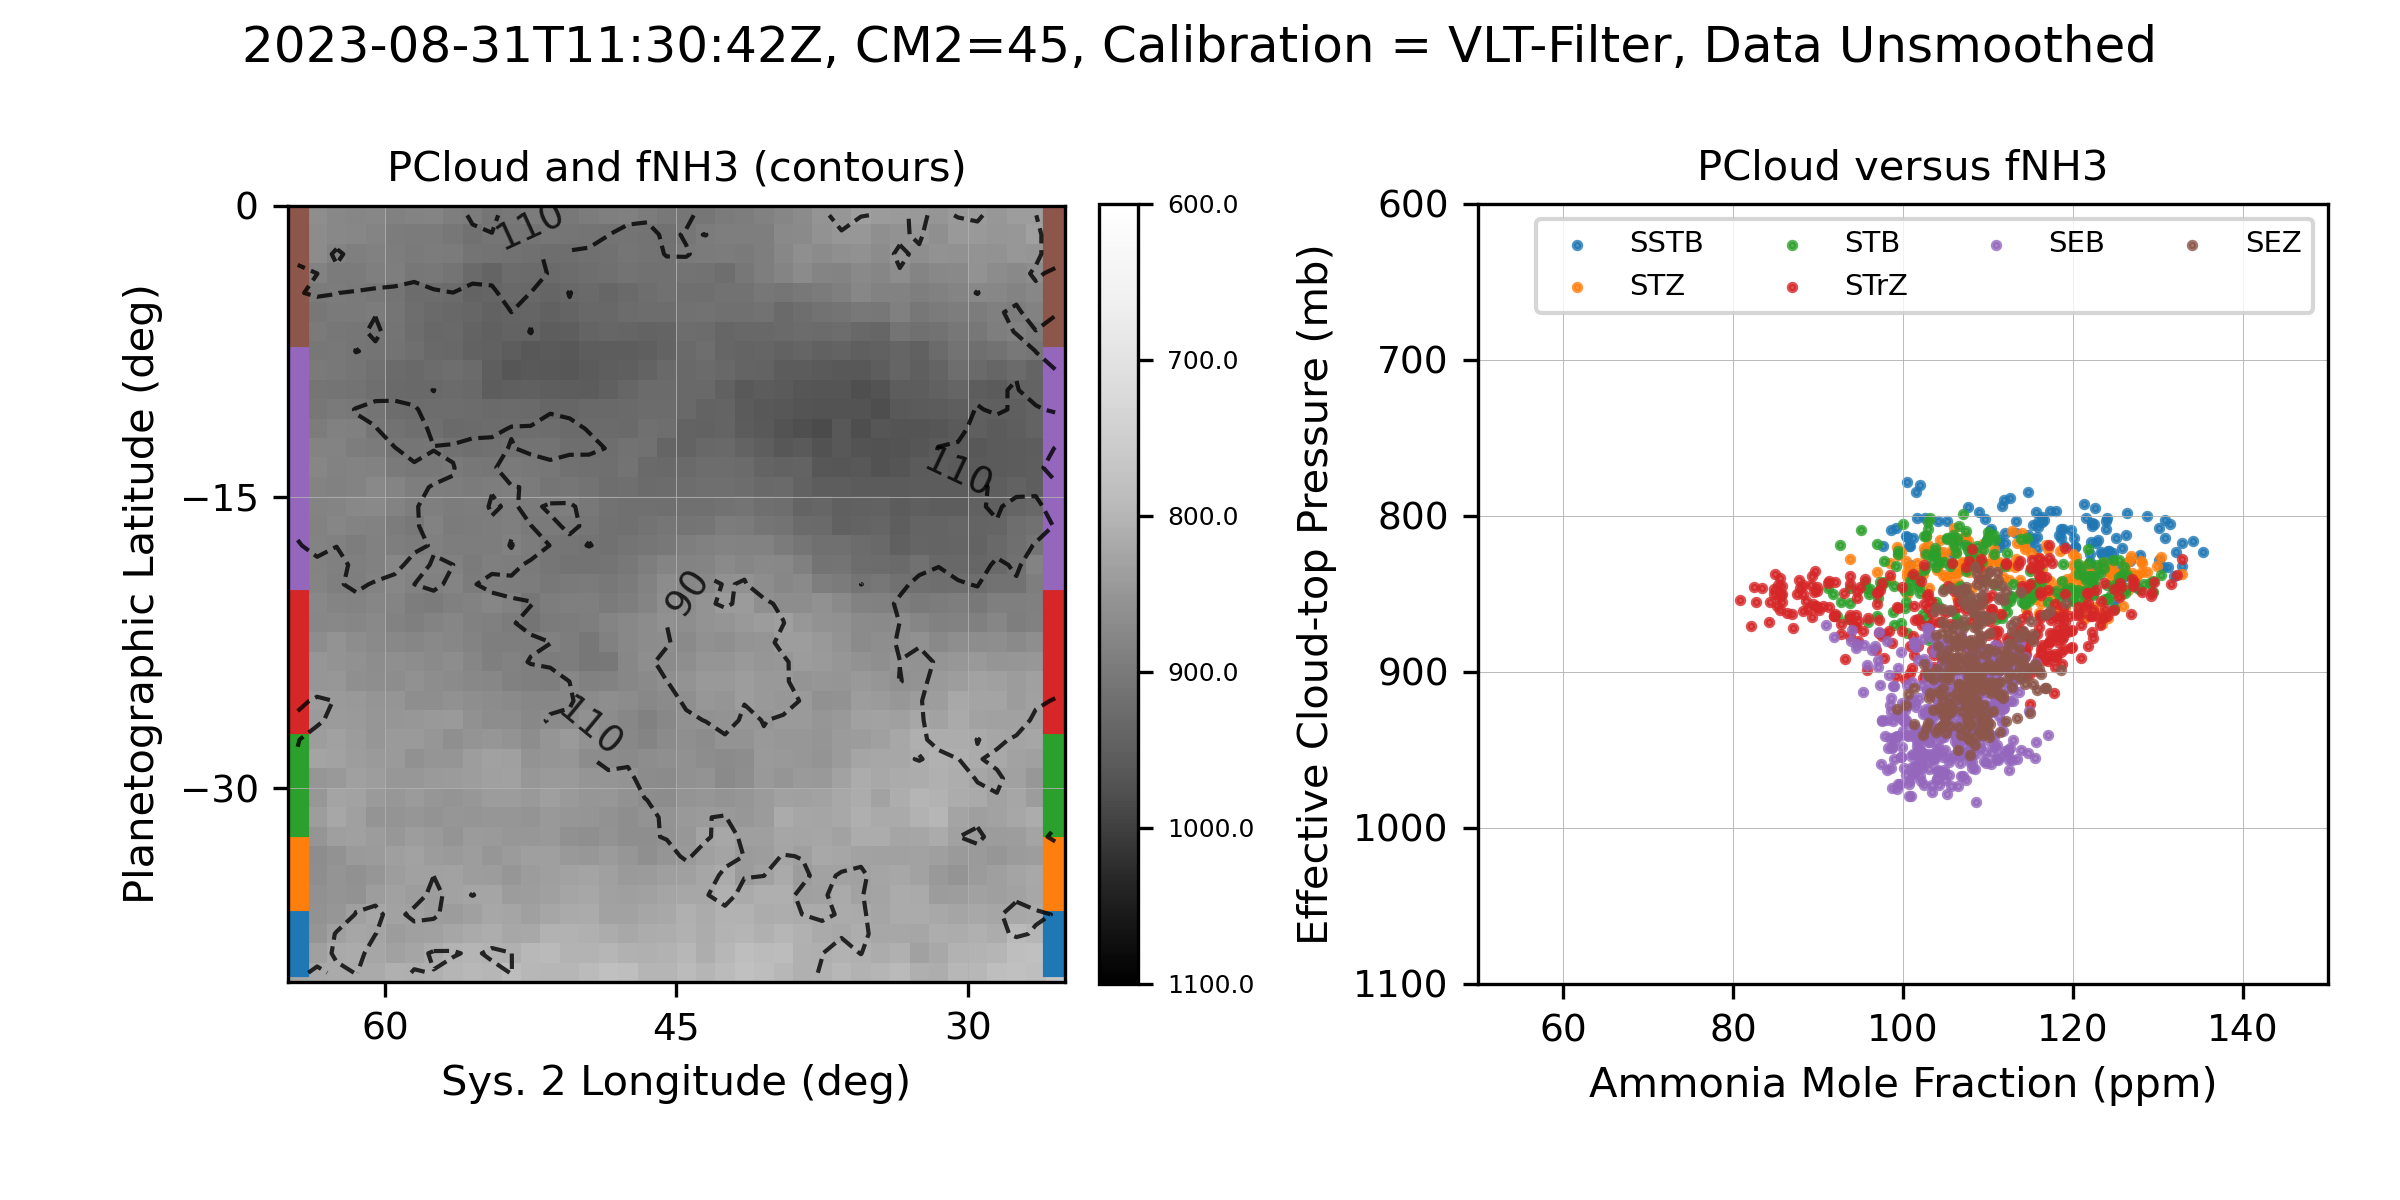 2023-08-31T11:30:42Z, CM2=45, Calibration = VLT-Filter, Data Unsmoothed
PCloud and fNH3 (contours)
Planetographic Latitude (deg)
0
−15
−30
60
45
30
Sys. 2 Longitude (deg)
110
110
90
110
600.0
700.0
800.0
900.0
1000.0
1100.0
PCloud versus fNH3
Effective Cloud-top Pressure (mb)
600
700
800
900
1000
1100
SSTB
STB
SEB
SEZ
STZ
STrZ
60
80
100
120
140
Ammonia Mole Fraction (ppm)